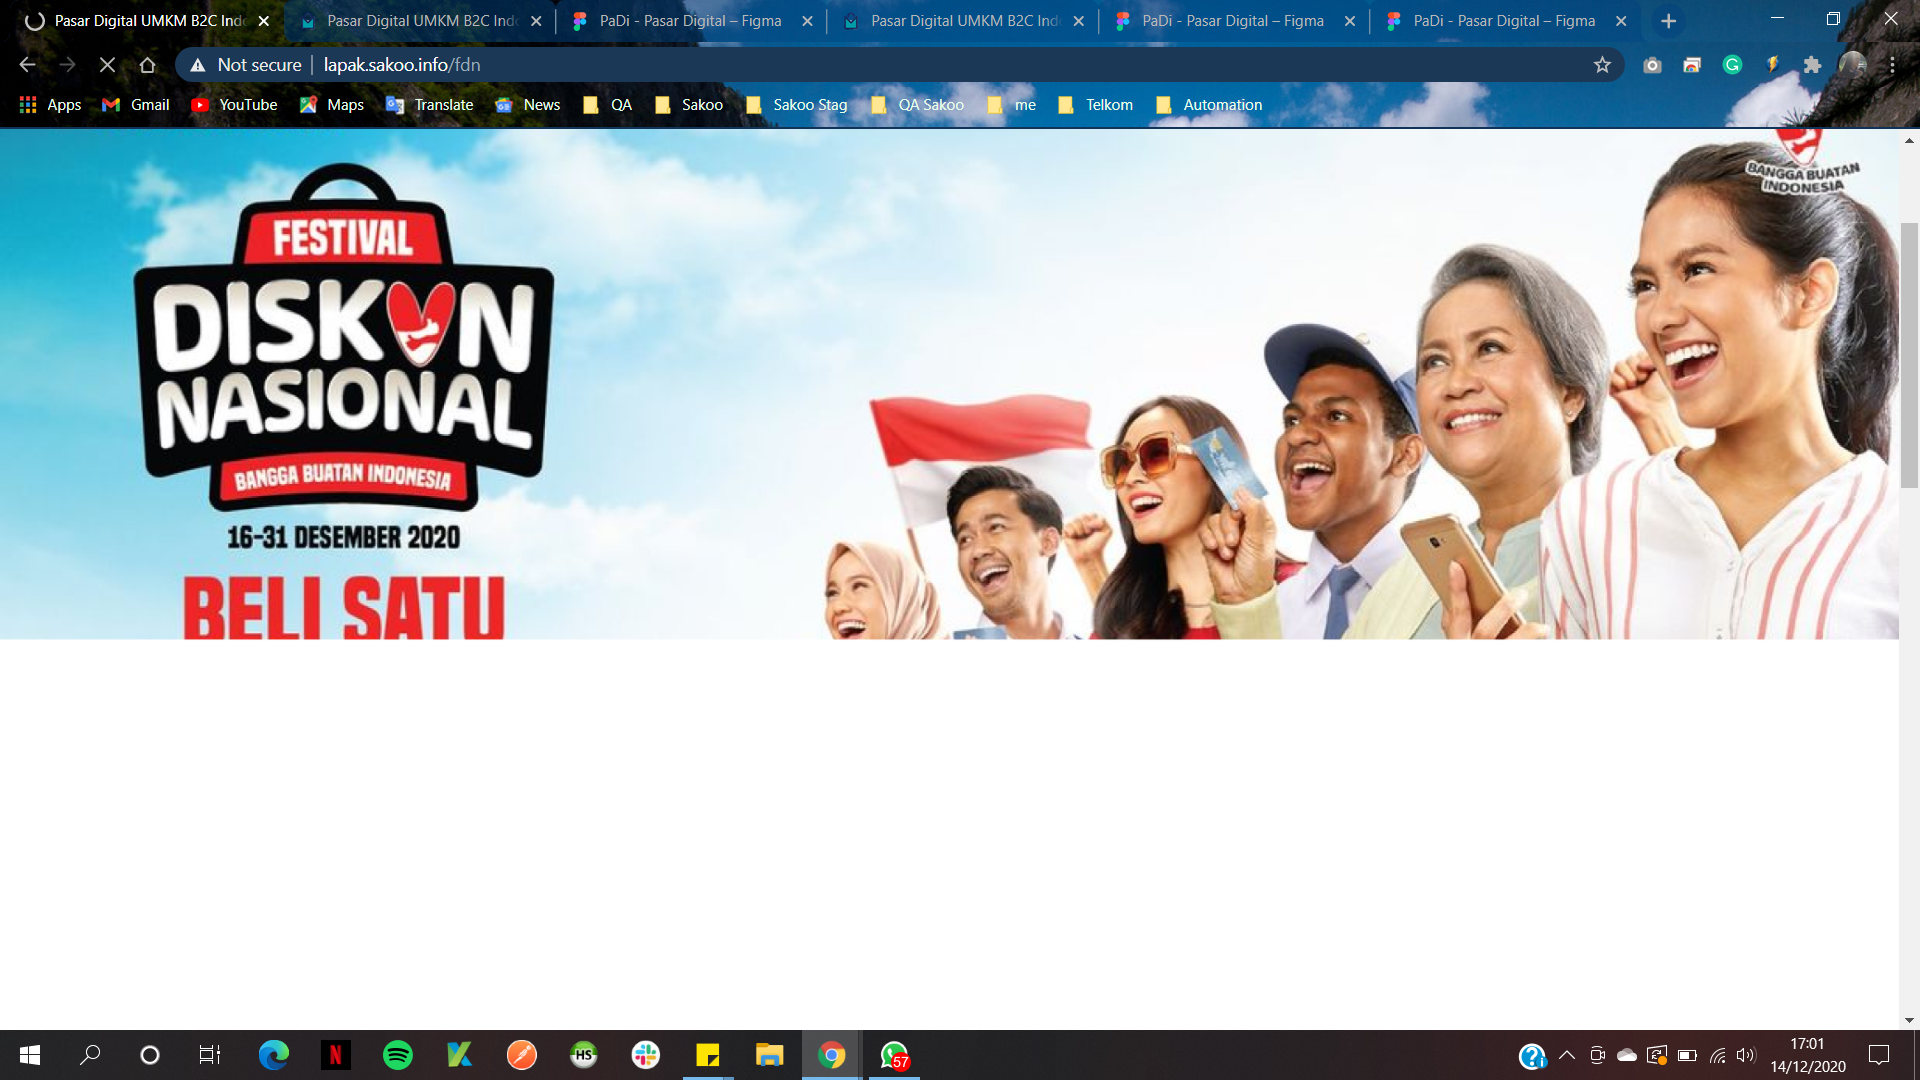 Pasar Digital UMKM B2C Ind
Pasar Digital UMKM B2C Ind
PaDi - Pasar Digital – Figma
Pasar Digital UMKM B2C Ind
PaDi - Pasar Digital – Figma
PaDi - Pasar Digital – Figma
Not secure
lapak.sakoo.info/fdn
Apps
Gmail
YouTube
Maps
Translate
News
QA
Sakoo
Sakoo Stag
QA Sakoo
me
Telkom
Automation
BANGGA BUATAN
INDONESIA
FESTIVAL
DISKON
NASIONAL
BANGGA BUATAN INDONESIA
16-31 DESEMBER 2020
BELI SATU
N
HS
57
17:01
14/12/2020